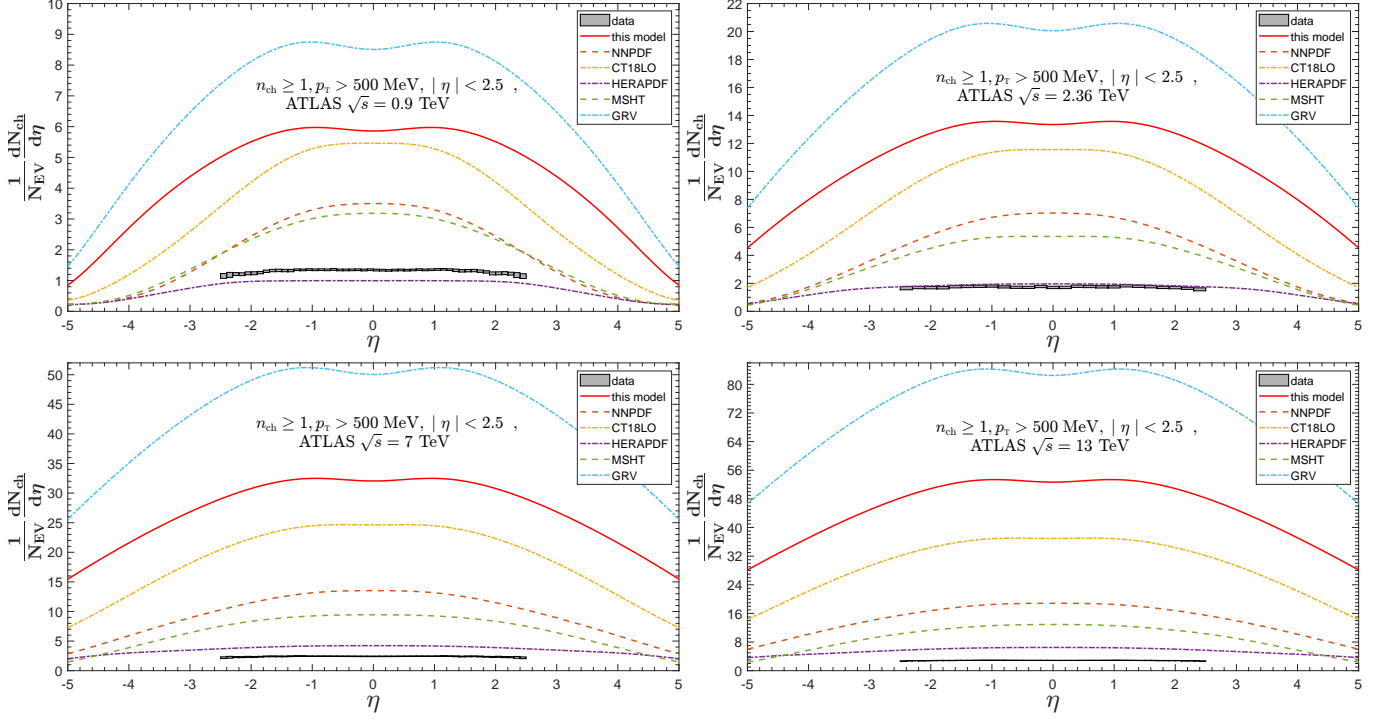 10
9
8
7
6
5
4
3
2
1
0
-5 -4 -3 -2 -1 0 1 2 3 4 5
η
1/N_EV dN_ch/dη
n_ch ≥ 1, p_T > 500 MeV, | η | < 2.5 ,
ATLAS √s = 0.9 TeV
data
this model
NNPDF
CT18LO
HERAPDF
MSHT
GRV
22
20
18
16
14
12
10
8
6
4
2
0
-5 -4 -3 -2 -1 0 1 2 3 4 5
η
1/N_EV dN_ch/dη
n_ch ≥ 1, p_T > 500 MeV, | η | < 2.5 ,
ATLAS √s = 2.36 TeV
data
this model
NNPDF
CT18LO
HERAPDF
MSHT
GRV
50
45
40
35
30
25
20
15
10
5
0
-5 -4 -3 -2 -1 0 1 2 3 4 5
η
1/N_EV dN_ch/dη
n_ch ≥ 1, p_T > 500 MeV, | η | < 2.5 ,
ATLAS √s = 7 TeV
data
this model
NNPDF
CT18LO
HERAPDF
MSHT
GRV
80
72
64
56
48
40
32
24
16
8
0
-5 -4 -3 -2 -1 0 1 2 3 4 5
η
1/N_EV dN_ch/dη
n_ch ≥ 1, p_T > 500 MeV, | η | < 2.5 ,
ATLAS √s = 13 TeV
data
this model
NNPDF
CT18LO
HERAPDF
MSHT
GRV